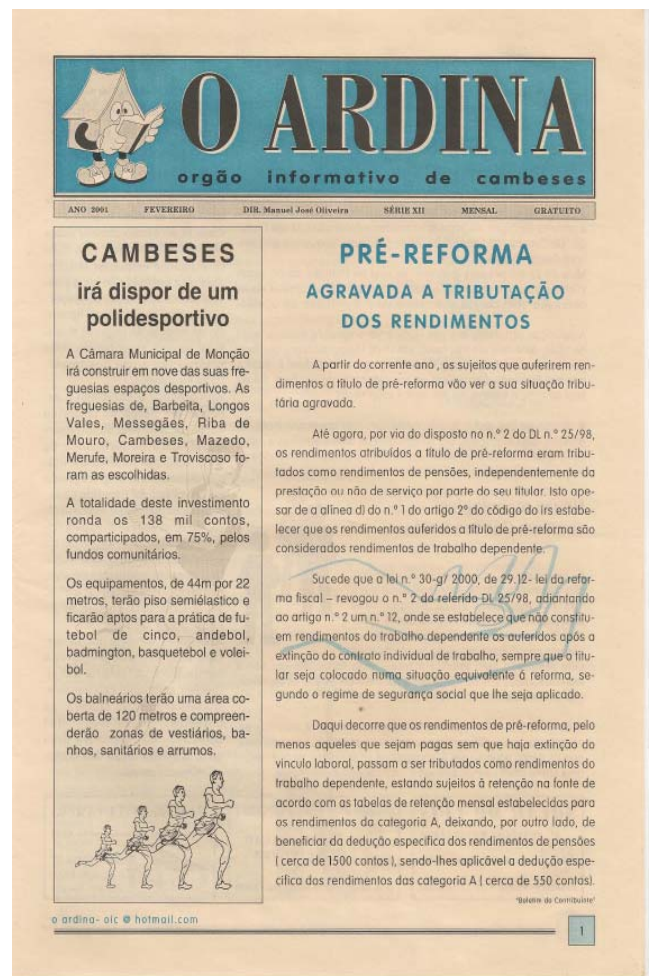 O ARDINA
orgão informativo de cambeses
ANO 2001 FEVEREIRO DIR. Manuel José Oliveira SÉRIE XII MENSAL GRATUITO
CAMBESES
irá dispor de um
polidesportivo
A Câmara Municipal de Monção
irá construir em nove das suas fre-
guesias espaços desportivos. As
freguesias de, Barbeita, Longos
Vales, Messegães, Riba de
Mouro, Cambeses, Mazedo,
Merufe, Moreira e Troviscoso fo-
ram as escolhidas.
A totalidade deste investimento
ronda os 138 mil contos,
comparticipados, em 75%, pelos
fundos comunitários.
Os equipamentos, de 44m por 22
metros, terão piso semiélastico e
ficarão aptos para a prática de fu-
tebol de cinco, andebol,
badmington, basquetebol e volei-
bol.
Os balneários terão uma área co-
berta de 120 metros e compreen-
derão zonas de vestiários, ba-
nhos, sanitários e arrumos.
PRÉ-REFORMA
AGRAVADA A TRIBUTAÇÃO
DOS RENDIMENTOS
A partir do corrente ano , os sujeitos que auferirem ren-
dimentos a título de pré-reforma vão ver a sua situação tribu-
tária agravada.
Até agora, por via do disposto no n.º 2 do DL n.º 25/98,
os rendimentos atribuídos a título de pré-reforma eram tribu-
tados como rendimentos de pensões, independentemente da
prestação ou não de serviço por parte do seu titular. Isto ape-
sar de a alínea d) do n.º 1 do artigo 2º do código do irs estabe-
lecer que os rendimentos auferidos a título de pré-reforma são
considerados rendimentos de trabalho dependente.
Sucede que a lei n.º 30-g/ 2000, de 29.12- lei da refor-
ma fiscal – revogou o n.º 2 do referido DL 25/98, adiantando
ao artigo n.º 2 um n.º 12, onde se estabelece que não constitu-
em rendimentos do trabalho dependente os auferidos após a
extinção do contrato individual de trabalho, sempre que o titu-
lar seja colocado numa situação equivalente á reforma, se-
gundo o regime de segurança social que lhe seja aplicado.
Daqui decorre que os rendimentos de pré-reforma, pelo
menos aqueles que sejam pagas sem que haja extinção do
vinculo laboral, passam a ser tributados como rendimentos do
trabalho dependente, estando sujeitos à retenção na fonte de
acordo com as tabelas de retenção mensal estabelecidas para
os rendimentos da categoria A, deixando, por outro lado, de
beneficiar da dedução especifica dos rendimentos de pensões
( cerca de 1500 contos ), sendo-lhes aplicável a dedução espe-
cífica dos rendimentos das categoria A ( cerca de 550 contos).
"Boletim do Contribuinte"
o ardina- oic @ hotmail.com
1